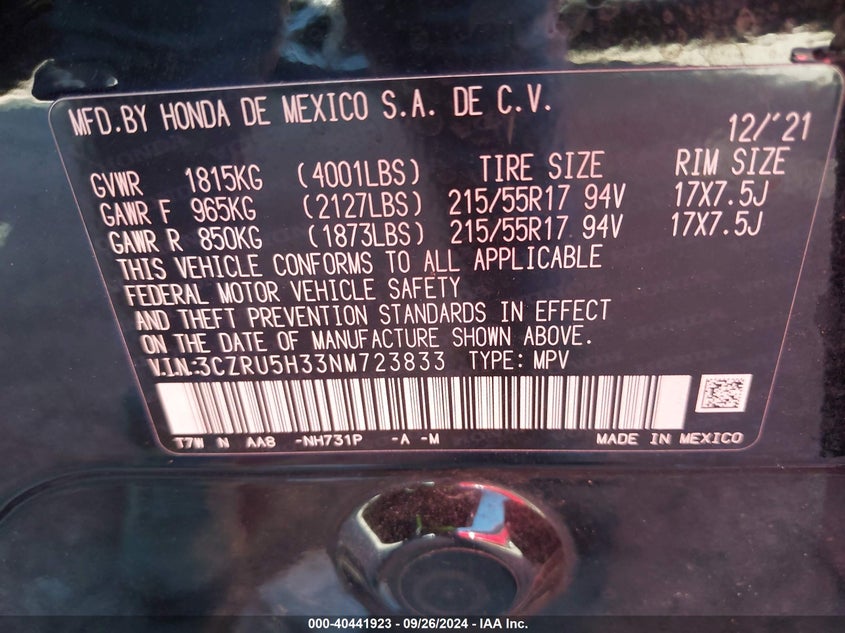 MFD.BY HONDA DE MEXICO S.A. DE C.V.
12/'21
GVWR 1815KG (4001LBS) TIRE SIZE RIM SIZE
GAWR F 965KG (2127LBS) 215/55R17 94V 17X7.5J
GAWR R 850KG (1873LBS) 215/55R17 94V 17X7.5J
THIS VEHICLE CONFORMS TO ALL APPLICABLE
FEDERAL MOTOR VEHICLE SAFETY
AND THEFT PREVENTION STANDARDS IN EFFECT
ON THE DATE OF MANUFACTURE SHOWN ABOVE.
V.I.N.:3CZRU5H33NM723833 TYPE: MPV
T7W N AAB -NH731P -A -M MADE IN MEXICO
000-40441923 - 09/26/2024 - IAA Inc.